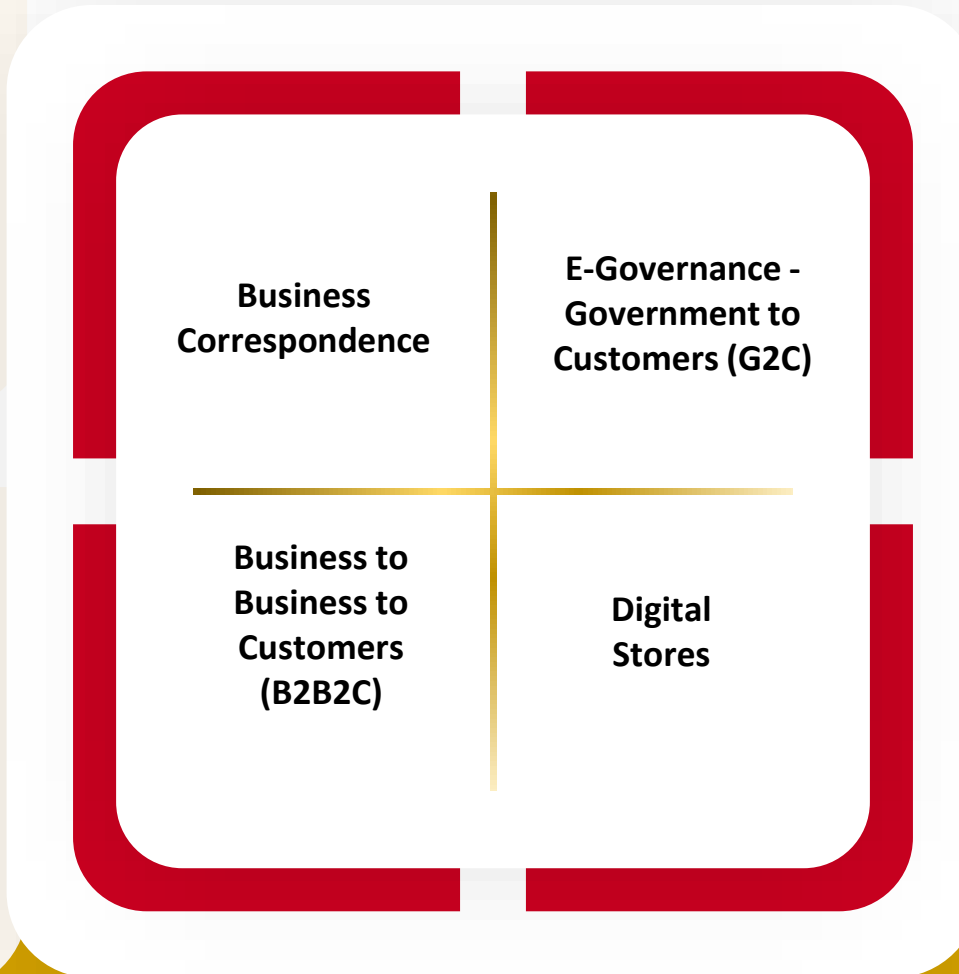 Business
Correspondence
E-Governance -
Government to
Customers (G2C)
Business to
Business to
Customers
(B2B2C)
Digital
Stores